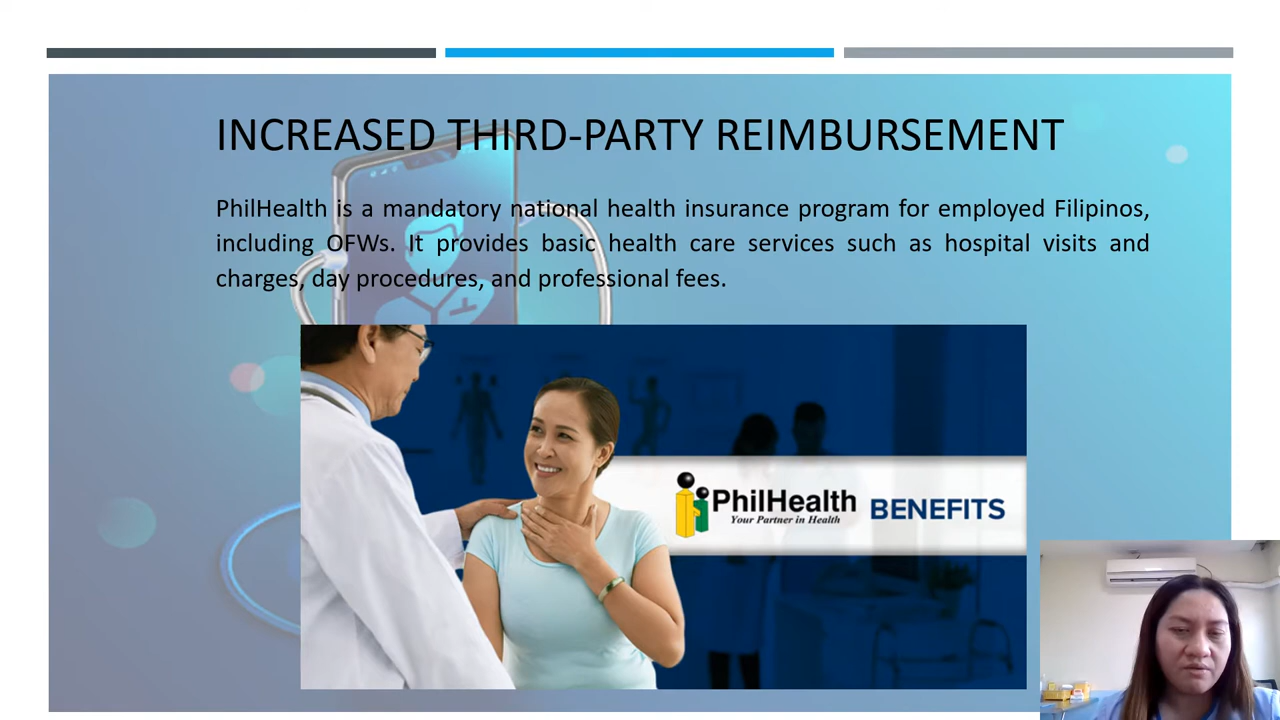 INCREASED THIRD-PARTY REIMBURSEMENT
PhilHealth is a mandatory national health insurance program for employed Filipinos,
including OFWs. It provides basic health care services such as hospital visits and
charges, day procedures, and professional fees.
PhilHealth BENEFITS
Your Partner in Health